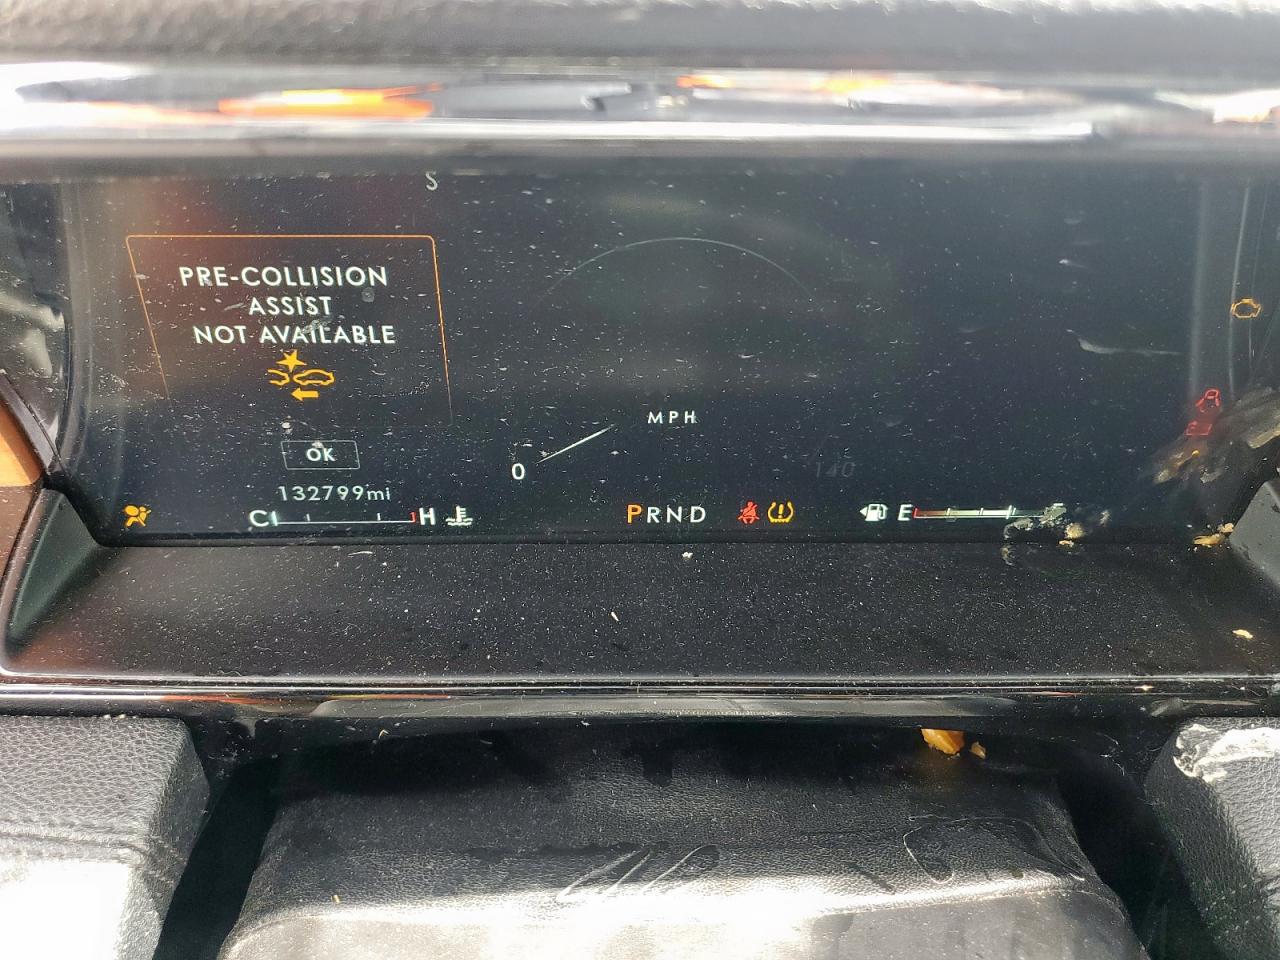 S
PRE-COLLISION
ASSIST
NOT AVAILABLE
MPH
OK
0
140
132799mi
C H
PRND
E